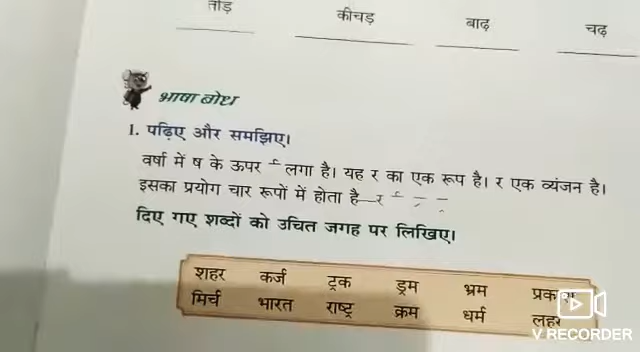 तोड़ कीचड़ बाढ़ चढ़
भाषा बोध
1. पढ़िए और समझिए।
वर्षा में ष के ऊपर र्‍ लगा है। यह र का एक रूप है। र एक व्यंजन है।
इसका प्रयोग चार रूपों में होता है—र
दिए गए शब्दों को उचित जगह पर लिखिए।
शहर कर्ज ट्रक ड्रम भ्रम
मिर्च भारत राष्ट्र क्रम धर्म लहर
V RECORDER